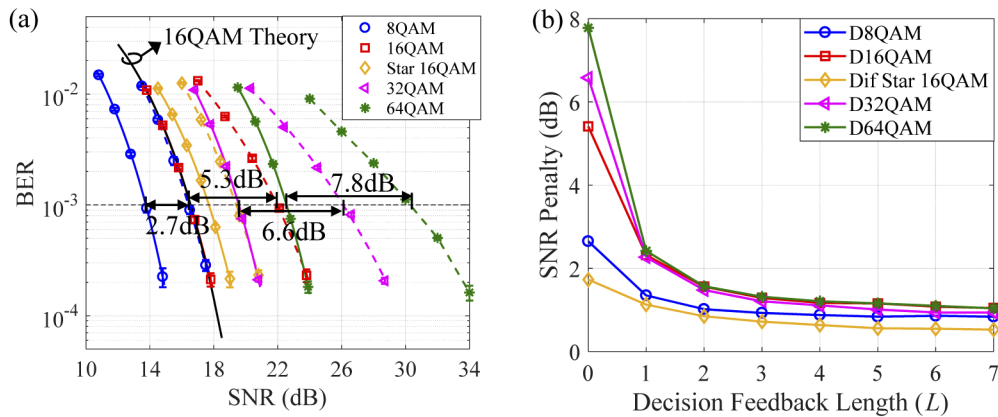 (a)
16QAM Theory
8QAM
16QAM
Star 16QAM
32QAM
64QAM
10⁻²
10⁻³
10⁻⁴
BER
5.3dB
7.8dB
2.7dB
6.6dB
10 14 18 22 26 30 34
SNR (dB)
(b)
D8QAM
D16QAM
Dif Star 16QAM
D32QAM
D64QAM
8
6
4
2
0
SNR Penalty (dB)
0 1 2 3 4 5 6 7
Decision Feedback Length (L)